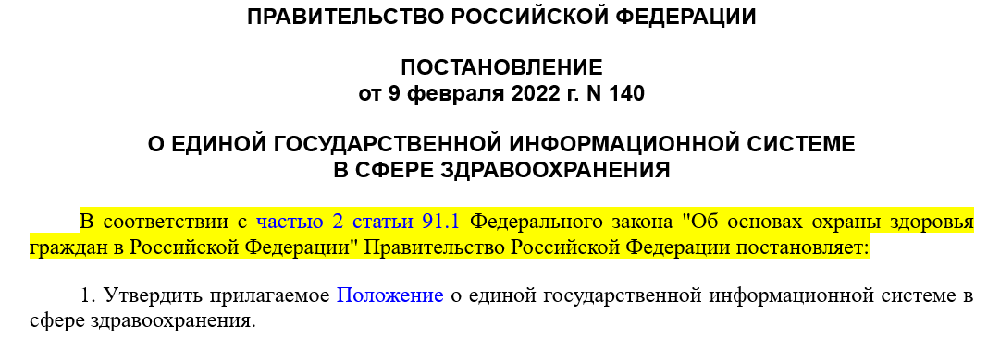 ПРАВИТЕЛЬСТВО РОССИЙСКОЙ ФЕДЕРАЦИИ
ПОСТАНОВЛЕНИЕ
от 9 февраля 2022 г. N 140
О ЕДИНОЙ ГОСУДАРСТВЕННОЙ ИНФОРМАЦИОННОЙ СИСТЕМЕ
В СФЕРЕ ЗДРАВООХРАНЕНИЯ
В соответствии с частью 2 статьи 91.1 Федерального закона "Об основах охраны здоровья
граждан в Российской Федерации" Правительство Российской Федерации постановляет:
1. Утвердить прилагаемое Положение о единой государственной информационной системе в
сфере здравоохранения.